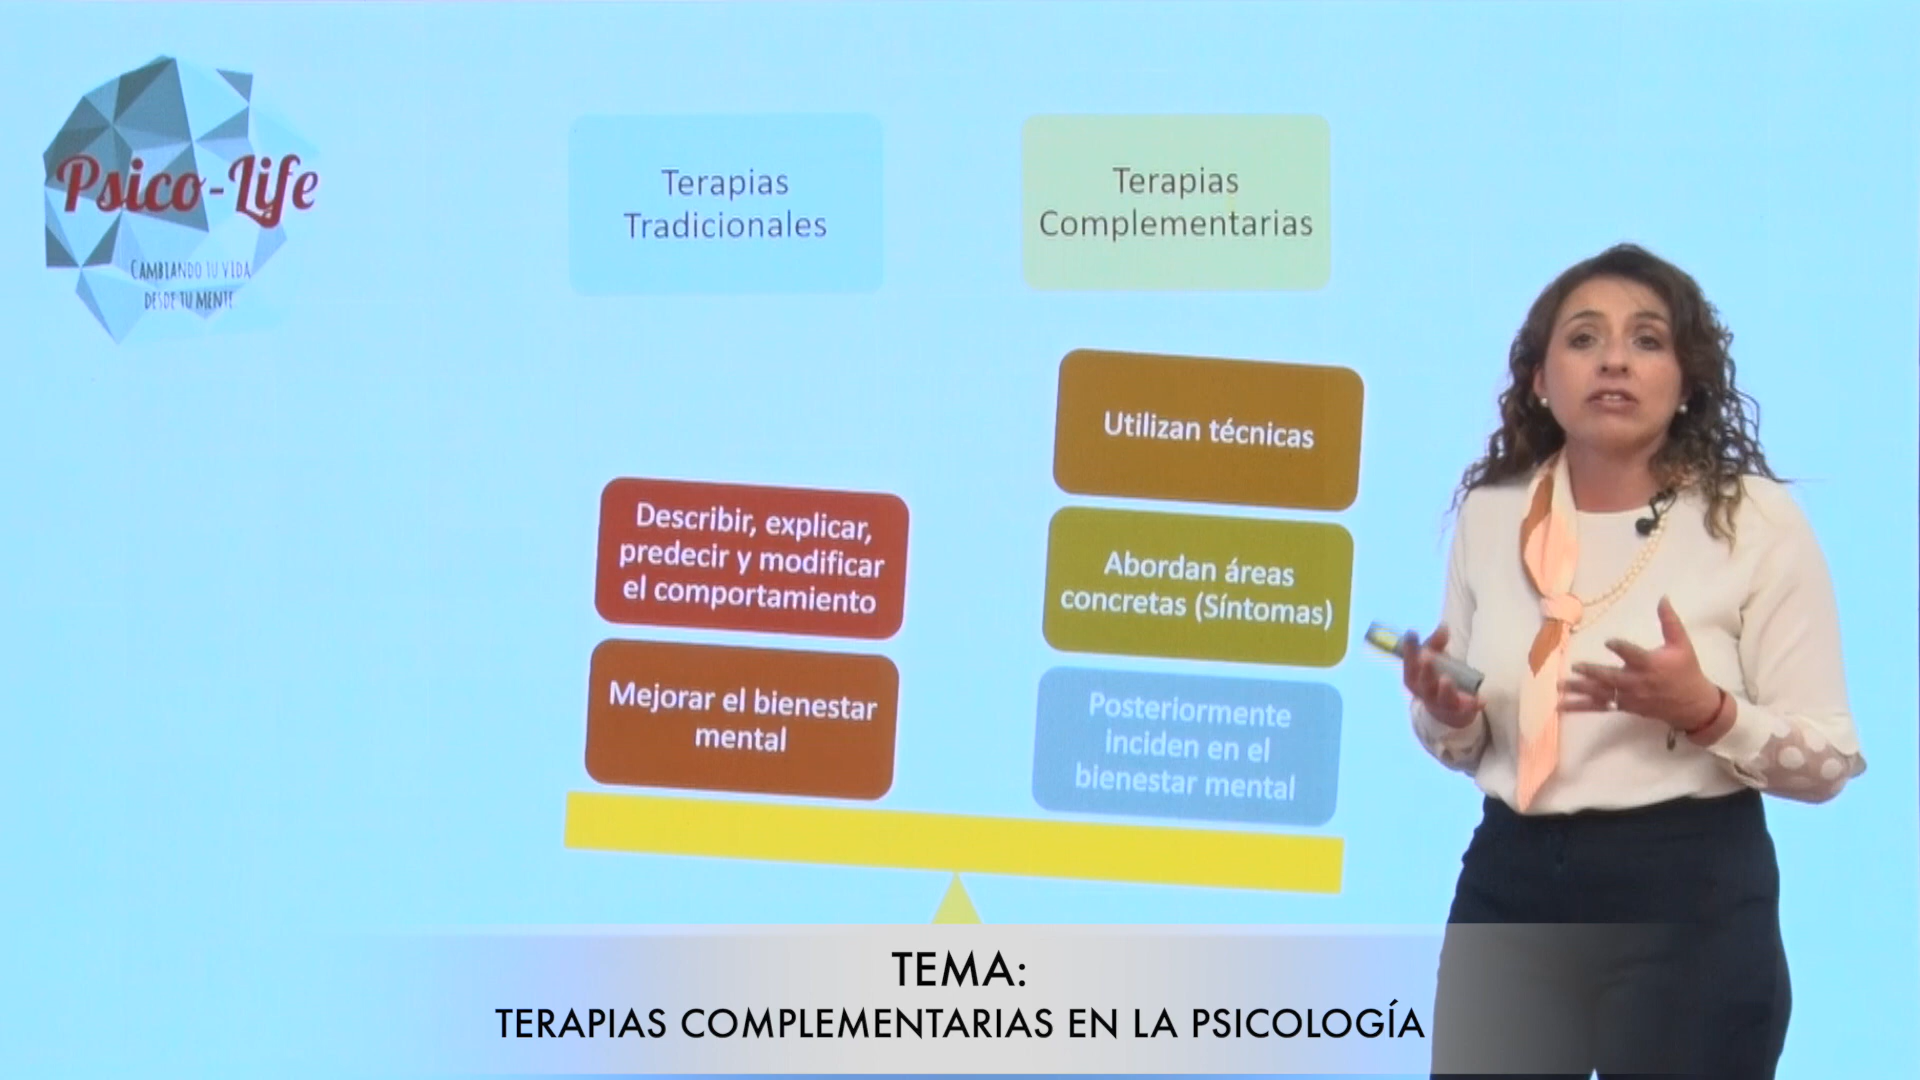 Psico-Life
CAMBIANDO TU VIDA
DESDE TU MENTE
Terapias
Tradicionales
Terapias
Complementarias
Describir, explicar,
predecir y modificar
el comportamiento
Mejorar el bienestar
mental
Utilizan técnicas
Abordan áreas
concretas (Síntomas)
Posteriormente
inciden en el
bienestar mental
TEMA:
TERAPIAS COMPLEMENTARIAS EN LA PSICOLOGÍA